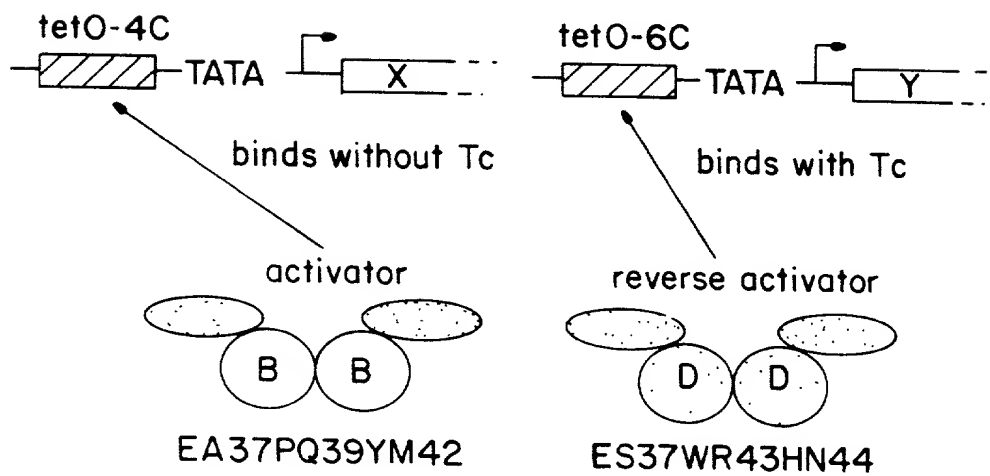 tetO-4C
TATA
X
binds without Tc
activator
B B
EA37PQ39YM42
tetO-6C
TATA
Y
binds with Tc
reverse activator
D D
ES37WR43HN44